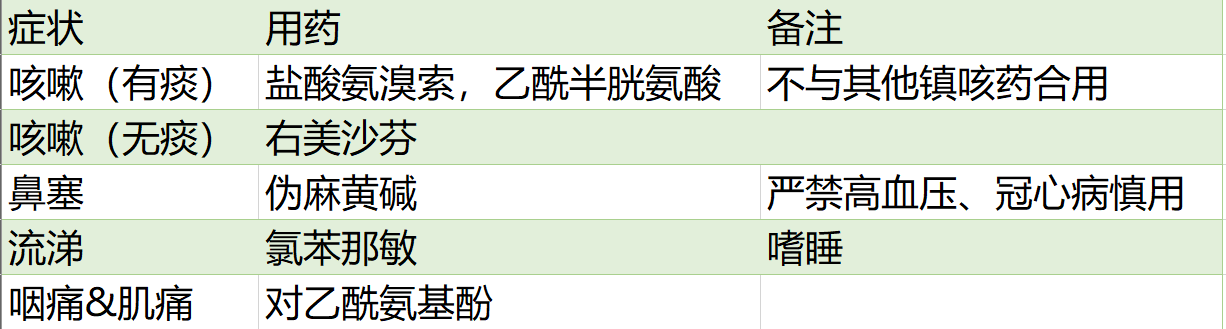 症状 用药 备注
咳嗽（有痰） 盐酸氨溴索，乙酰半胱氨酸 不与其他镇咳药合用
咳嗽（无痰） 右美沙芬
鼻塞 伪麻黄碱 严禁高血压、冠心病慎用
流涕 氯苯那敏 嗜睡
咽痛&肌痛 对乙酰氨基酚